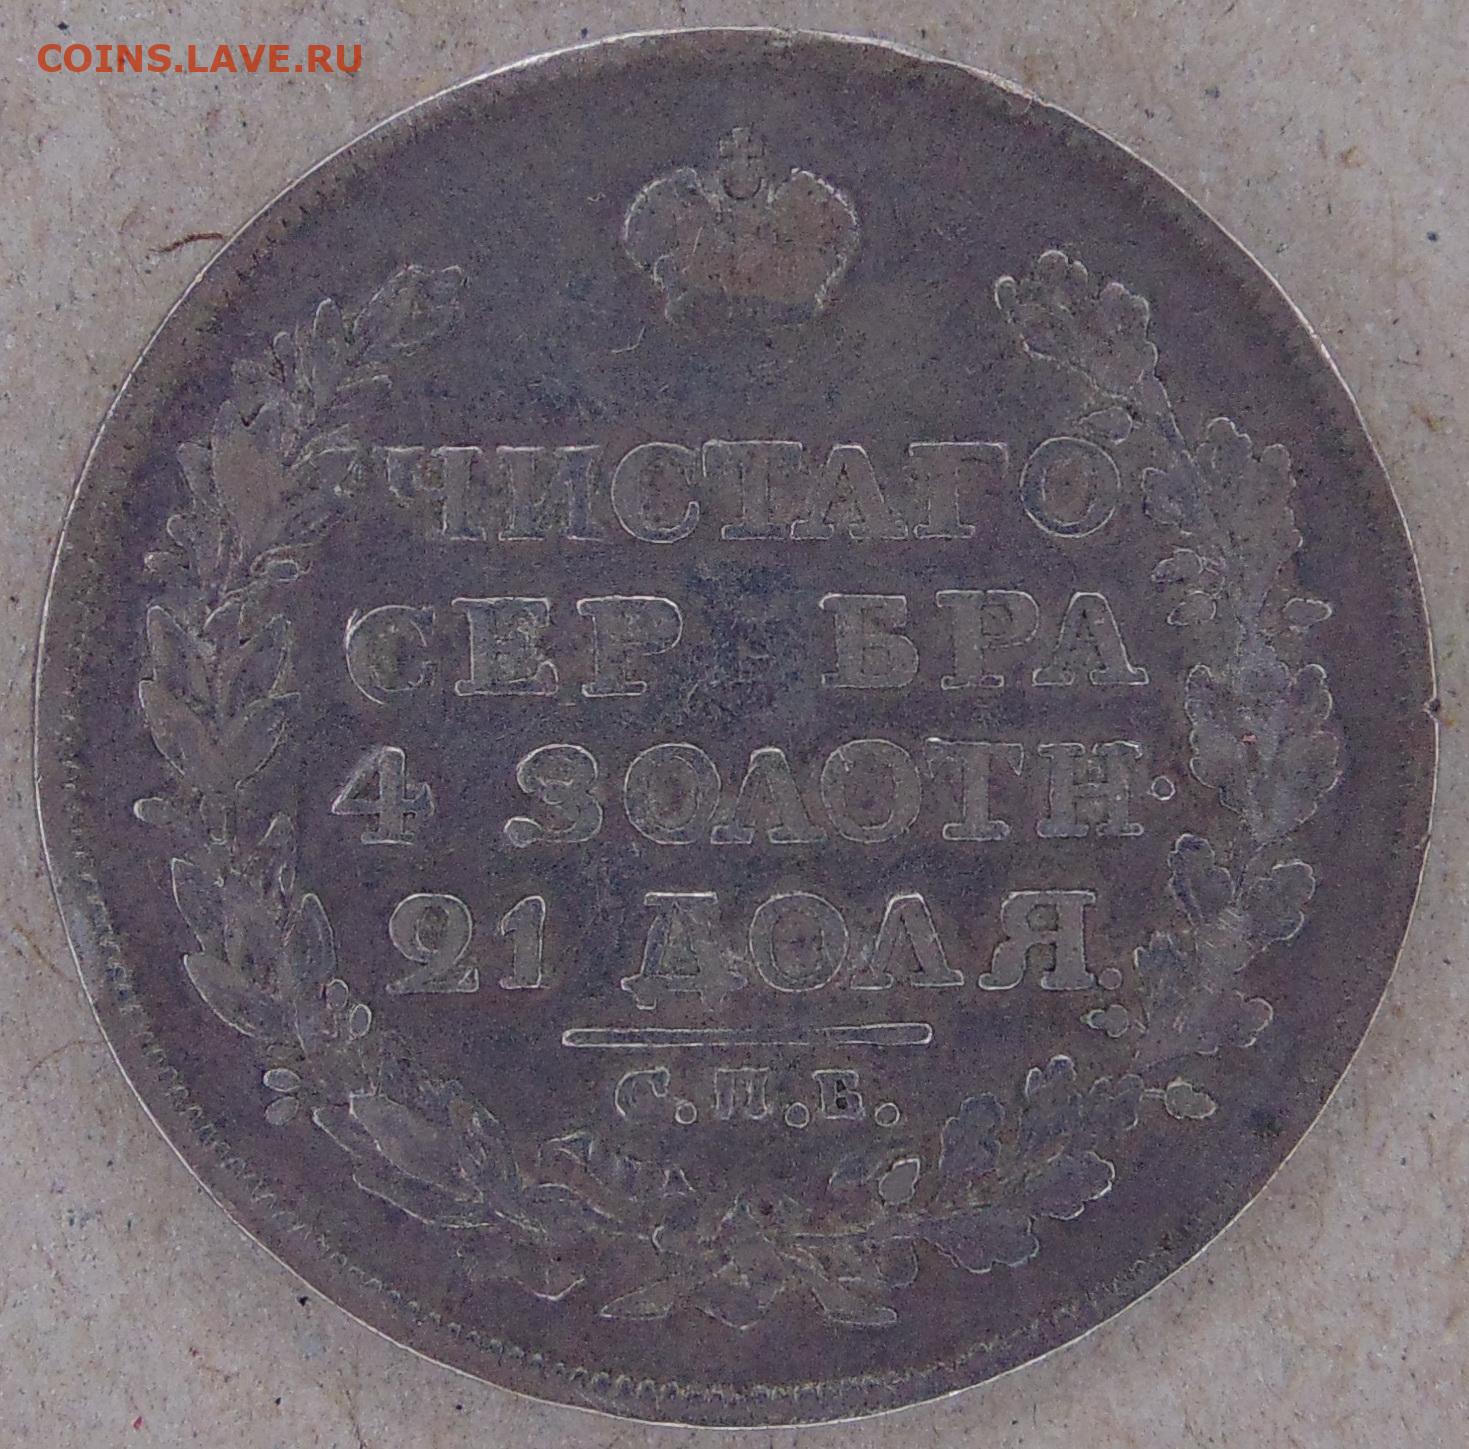 COINS.LAVE.RU
ЧИСТАГО
СЕРЕБРА
4 ЗОЛОТН.
21 ДОЛЯ.
С.П.Б.